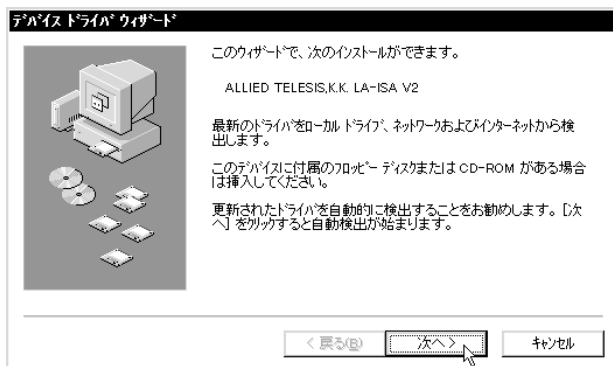 ﾃﾞﾊﾞｲｽ ﾄﾞﾗｲﾊﾞ ｳｨｻﾞｰﾄﾞ
このｳｨｻﾞｰﾄﾞで、次のｲﾝｽﾄｰﾙができます。
ALLIED TELESIS,K.K. LA-ISA V2
最新のﾄﾞﾗｲﾊﾞをﾛｰｶﾙ ﾄﾞﾗｲﾌﾞ、ﾈｯﾄﾜｰｸおよびｲﾝﾀｰﾈｯﾄから検
出します。
このﾃﾞﾊﾞｲｽに付属のﾌﾛｯﾋﾟｰ ﾃﾞｨｽｸまたは CD-ROM がある場合
は挿入してください。
更新されたﾄﾞﾗｲﾊﾞを自動的に検出することをお勧めします。[次
へ] をｸﾘｯｸすると自動検出が始まります。
< 戻る(B)
次へ >
ｷｬﾝｾﾙ